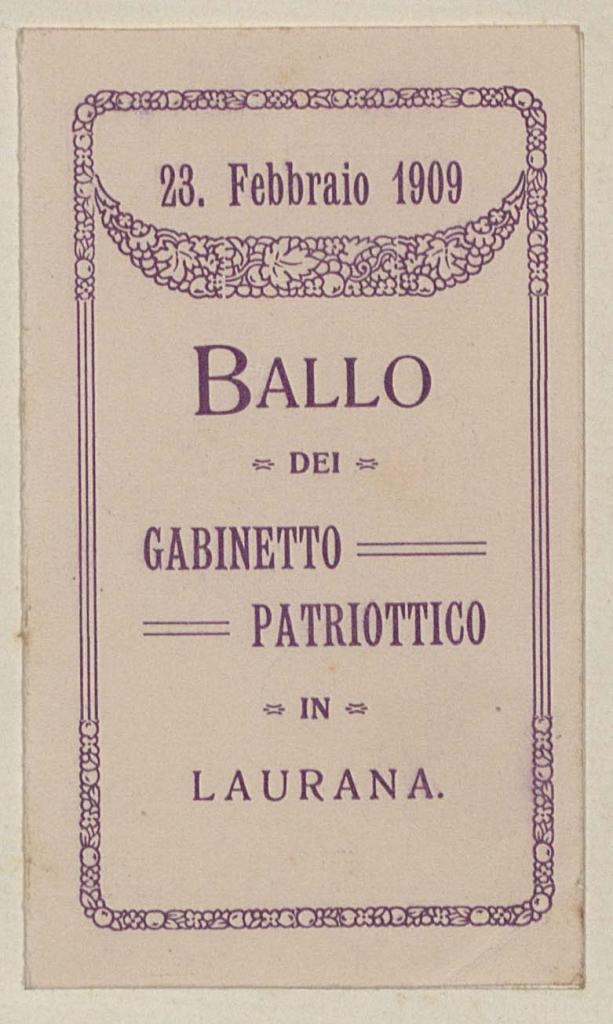 23. Febbraio 1909
BALLO
DEI
GABINETTO
PATRIOTTICO
IN
LAURANA.